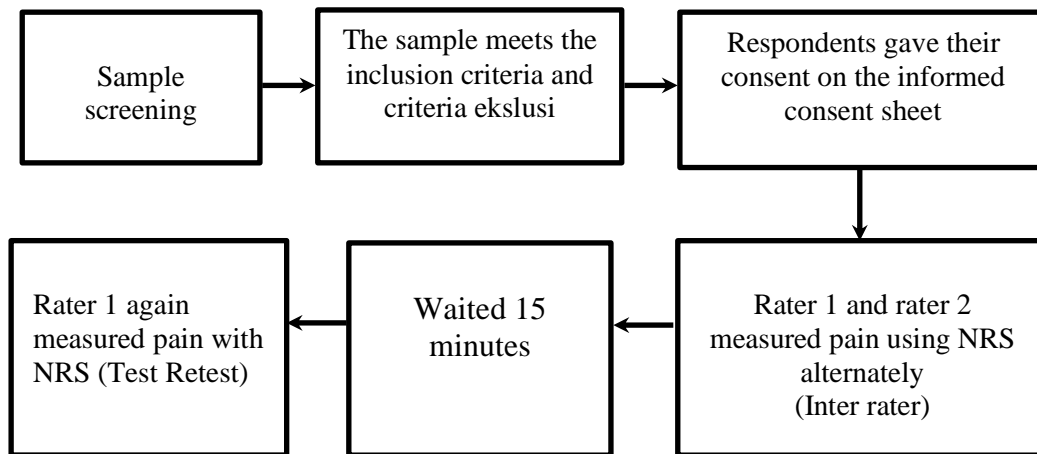 Sample
screening
The sample meets the
inclusion criteria and
criteria ekslusi
Respondents gave their
consent on the informed
consent sheet
Rater 1 and rater 2
measured pain using NRS
alternately
(Inter rater)
Waited 15
minutes
Rater 1 again
measured pain with
NRS (Test Retest)